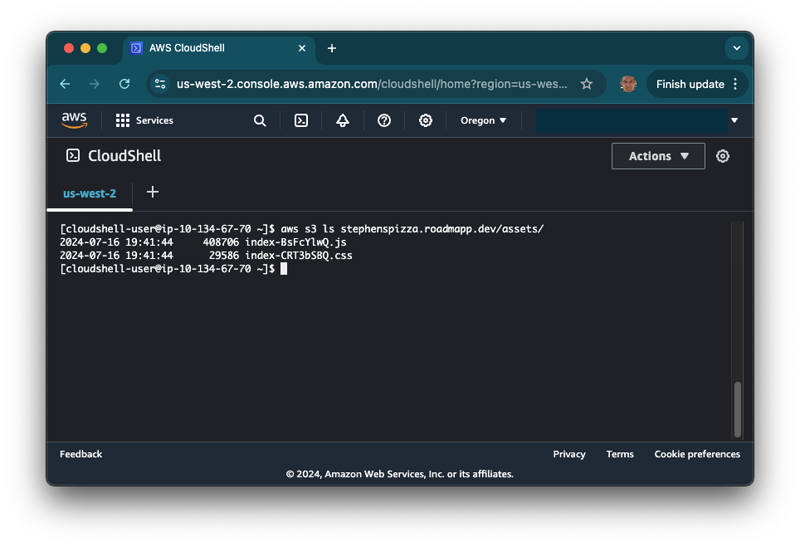 AWS CloudShell
us-west-2.console.aws.amazon.com/cloudshell/home?region=us-wes...
Finish update
aws
Services
Oregon
CloudShell
Actions
us-west-2
[cloudshell-user@ip-10-134-67-70 ~]$ aws s3 ls stephenspizza.roadmapp.dev/assets/
2024-07-16 19:41:44     408706 index-BsFcYlwQ.js
2024-07-16 19:41:44      29586 index-CRT3bSBQ.css
[cloudshell-user@ip-10-134-67-70 ~]$
Feedback
Privacy
Terms
Cookie preferences
© 2024, Amazon Web Services, Inc. or its affiliates.